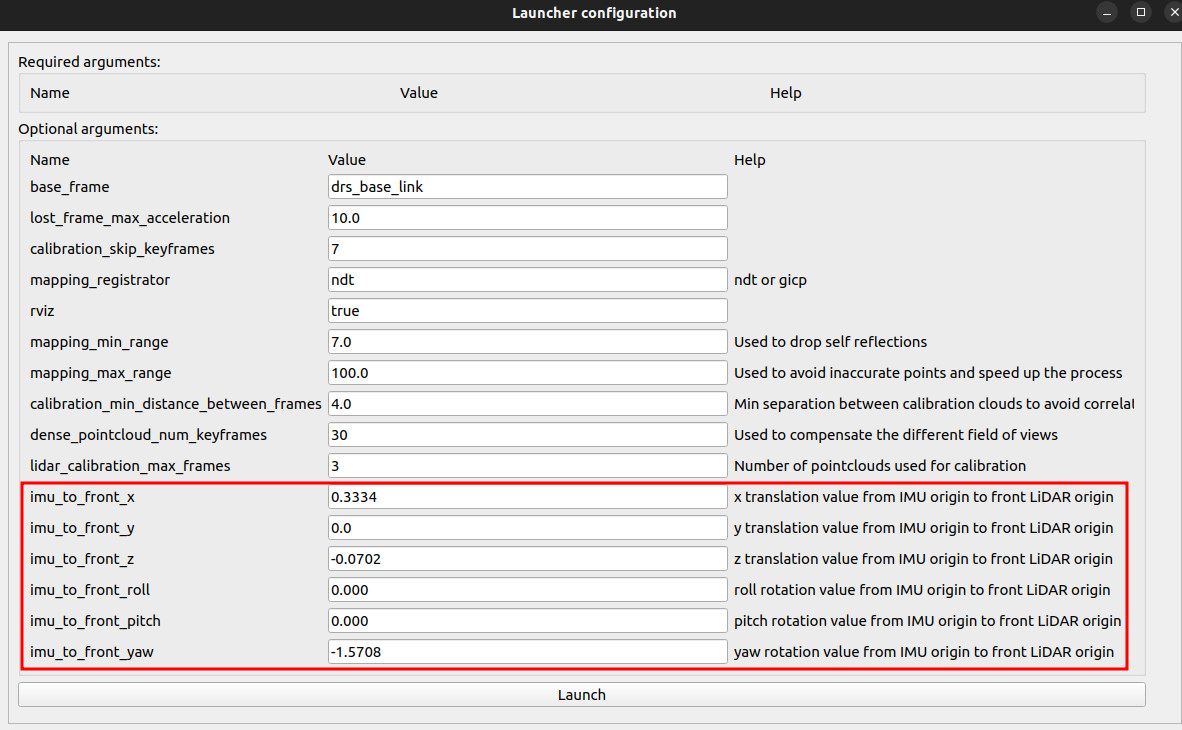 Launcher configuration
Required arguments:
Name Value Help
Optional arguments:
Name Value Help
base_frame drs_base_link
lost_frame_max_acceleration 10.0
calibration_skip_keyframes 7
mapping_registrator ndt ndt or gicp
rviz true
mapping_min_range 7.0 Used to drop self reflections
mapping_max_range 100.0 Used to avoid inaccurate points and speed up the process
calibration_min_distance_between_frames 4.0 Min separation between calibration clouds to avoid correlat
dense_pointcloud_num_keyframes 30 Used to compensate the different field of views
lidar_calibration_max_frames 3 Number of pointclouds used for calibration
imu_to_front_x 0.3334 x translation value from IMU origin to front LiDAR origin
imu_to_front_y 0.0 y translation value from IMU origin to front LiDAR origin
imu_to_front_z -0.0702 z translation value from IMU origin to front LiDAR origin
imu_to_front_roll 0.000 roll rotation value from IMU origin to front LiDAR origin
imu_to_front_pitch 0.000 pitch rotation value from IMU origin to front LiDAR origin
imu_to_front_yaw -1.5708 yaw rotation value from IMU origin to front LiDAR origin
Launch